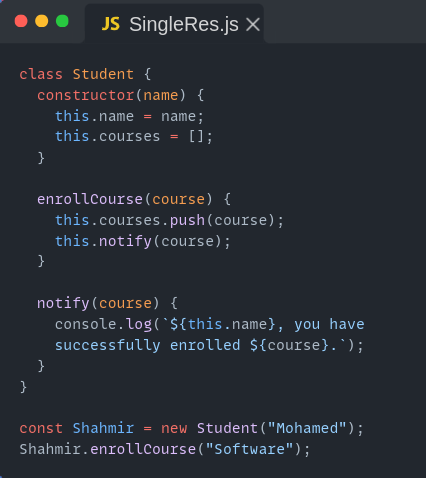 JS SingleRes.js
class Student {
  constructor(name) {
    this.name = name;
    this.courses = [];
  }

  enrollCourse(course) {
    this.courses.push(course);
    this.notify(course);
  }

  notify(course) {
    console.log(`${this.name}, you have
    successfully enrolled ${course}.`);
  }
}

const Shahmir = new Student("Mohamed");
Shahmir.enrollCourse("Software");